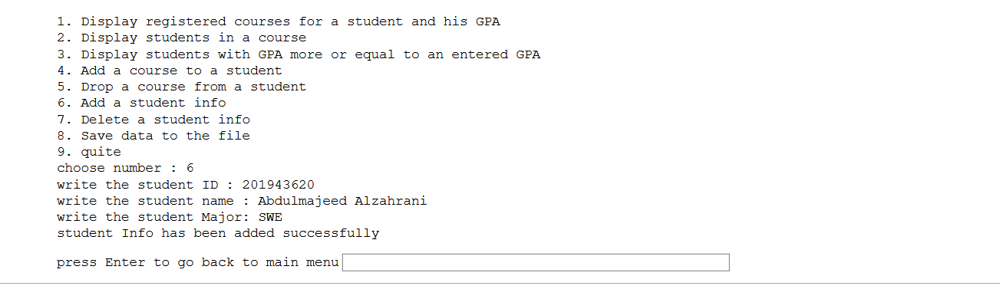 1. Display registered courses for a student and his GPA
2. Display students in a course
3. Display students with GPA more or equal to an entered GPA
4. Add a course to a student
5. Drop a course from a student
6. Add a student info
7. Delete a student info
8. Save data to the file
9. quite
choose number : 6
write the student ID : 201943620
write the student name : Abdulmajeed Alzahrani
write the student Major: SWE
student Info has been added successfully
press Enter to go back to main menu